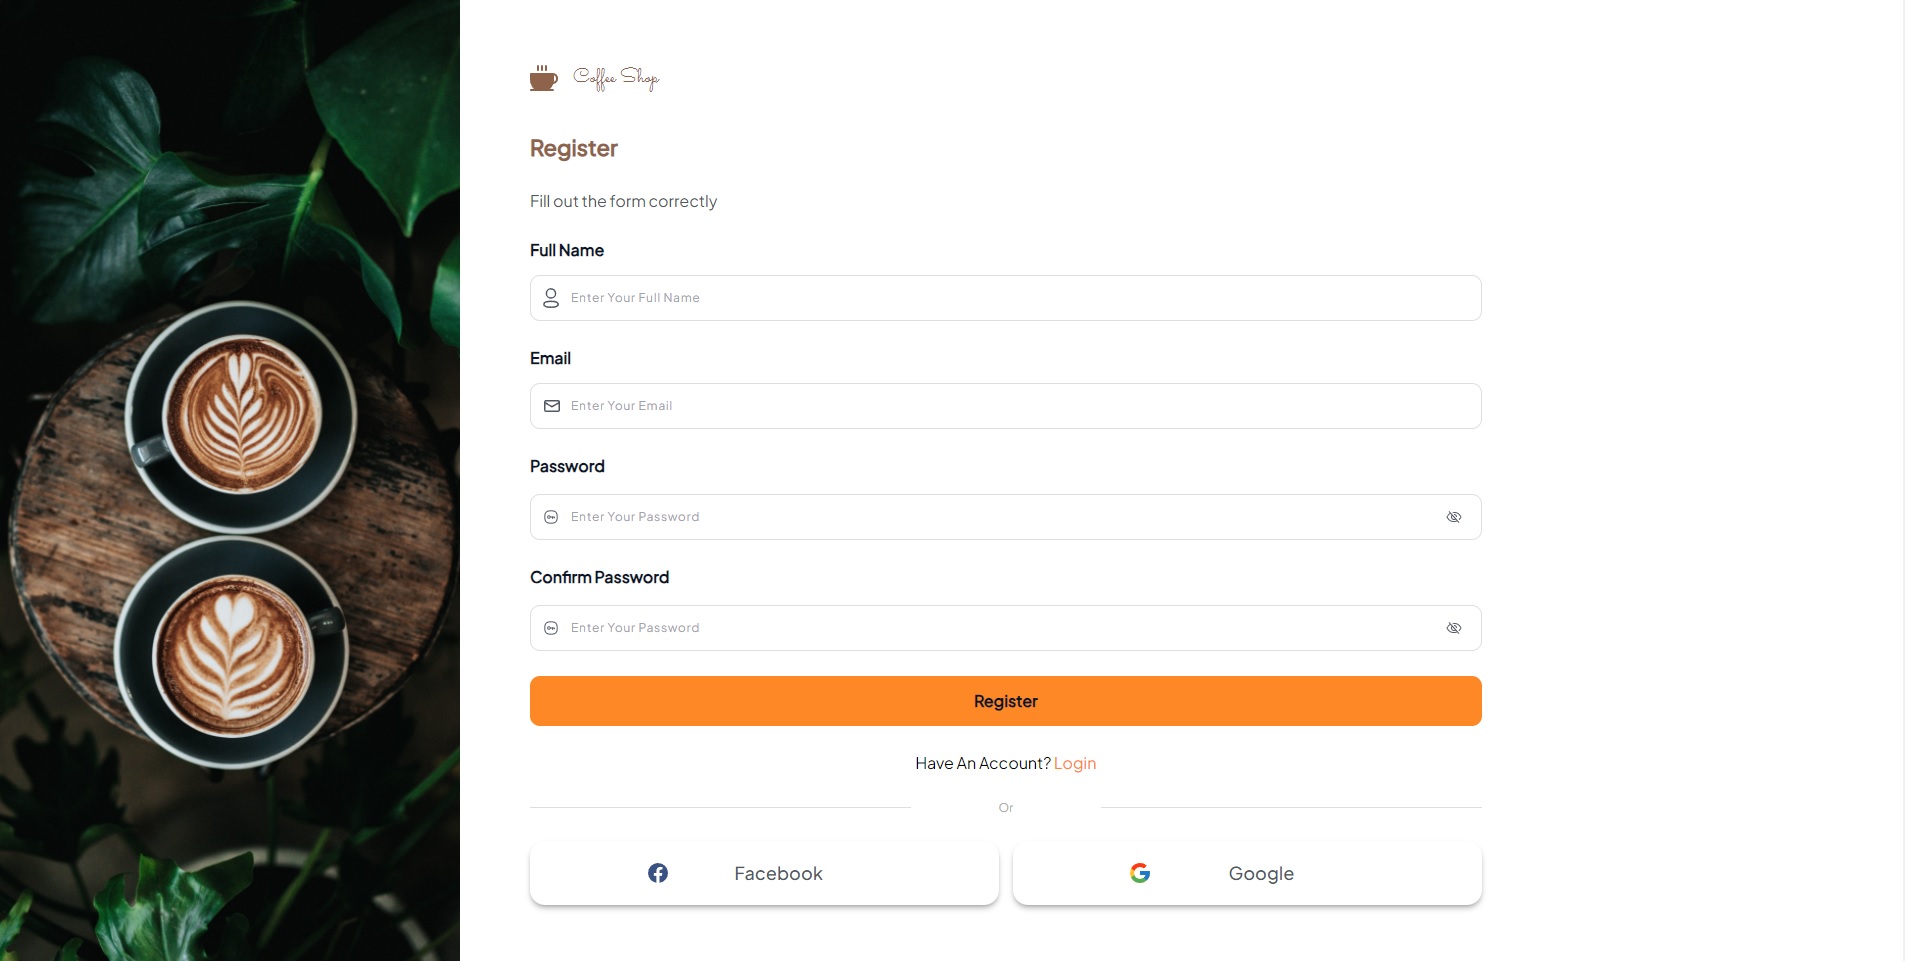 Coffee Shop
Register
Fill out the form correctly
Full Name
Enter Your Full Name
Email
Enter Your Email
Password
Enter Your Password
Confirm Password
Enter Your Password
Register
Have An Account? Login
Or
Facebook
Google